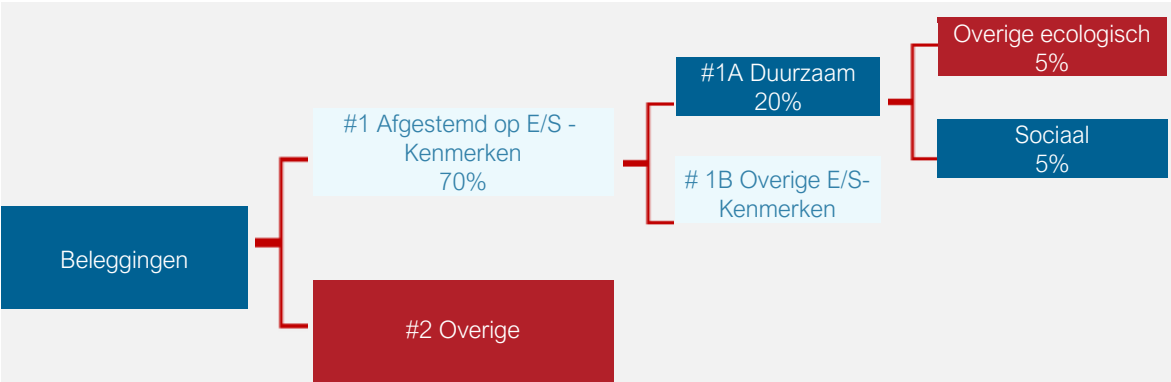 Beleggingen
#1 Afgestemd op E/S -
Kenmerken
70%
#2 Overige
#1A Duurzaam
20%
# 1B Overige E/S-
Kenmerken
Overige ecologisch
5%
Sociaal
5%